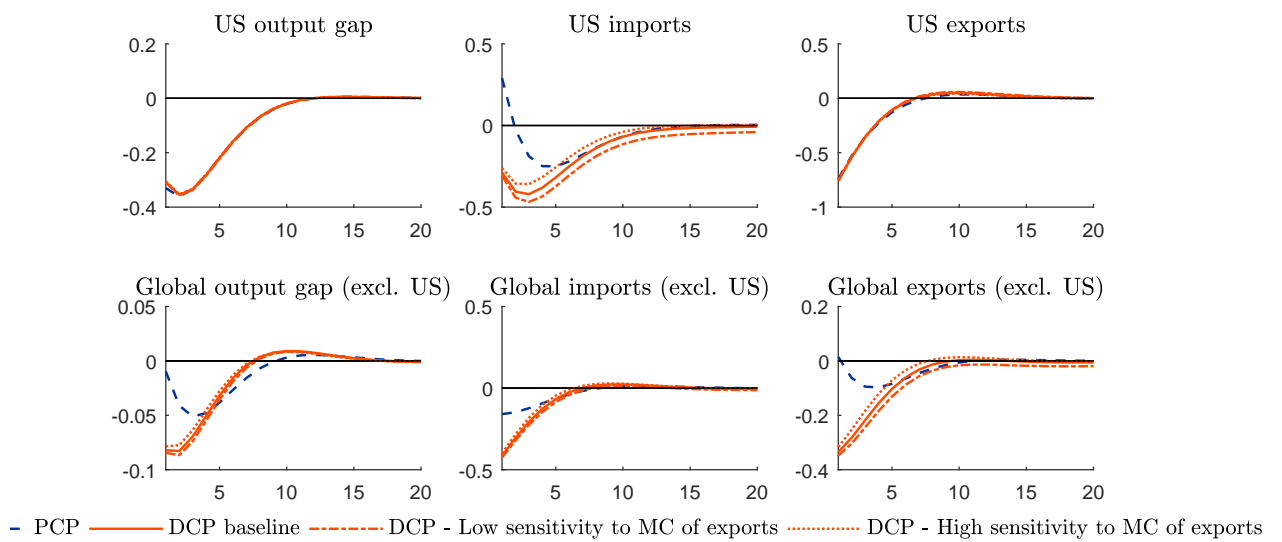 US output gap
US imports
US exports
0.2
0
-0.2
-0.4
5 10 15 20
0.5
0
-0.5
5 10 15 20
0.5
0
-0.5
-1
5 10 15 20
Global output gap (excl. US)
Global imports (excl. US)
Global exports (excl. US)
0.05
0
-0.05
-0.1
5 10 15 20
0.5
0
-0.5
5 10 15 20
0.2
0
-0.2
-0.4
5 10 15 20
PCP DCP baseline DCP - Low sensitivity to MC of exports DCP - High sensitivity to MC of exports